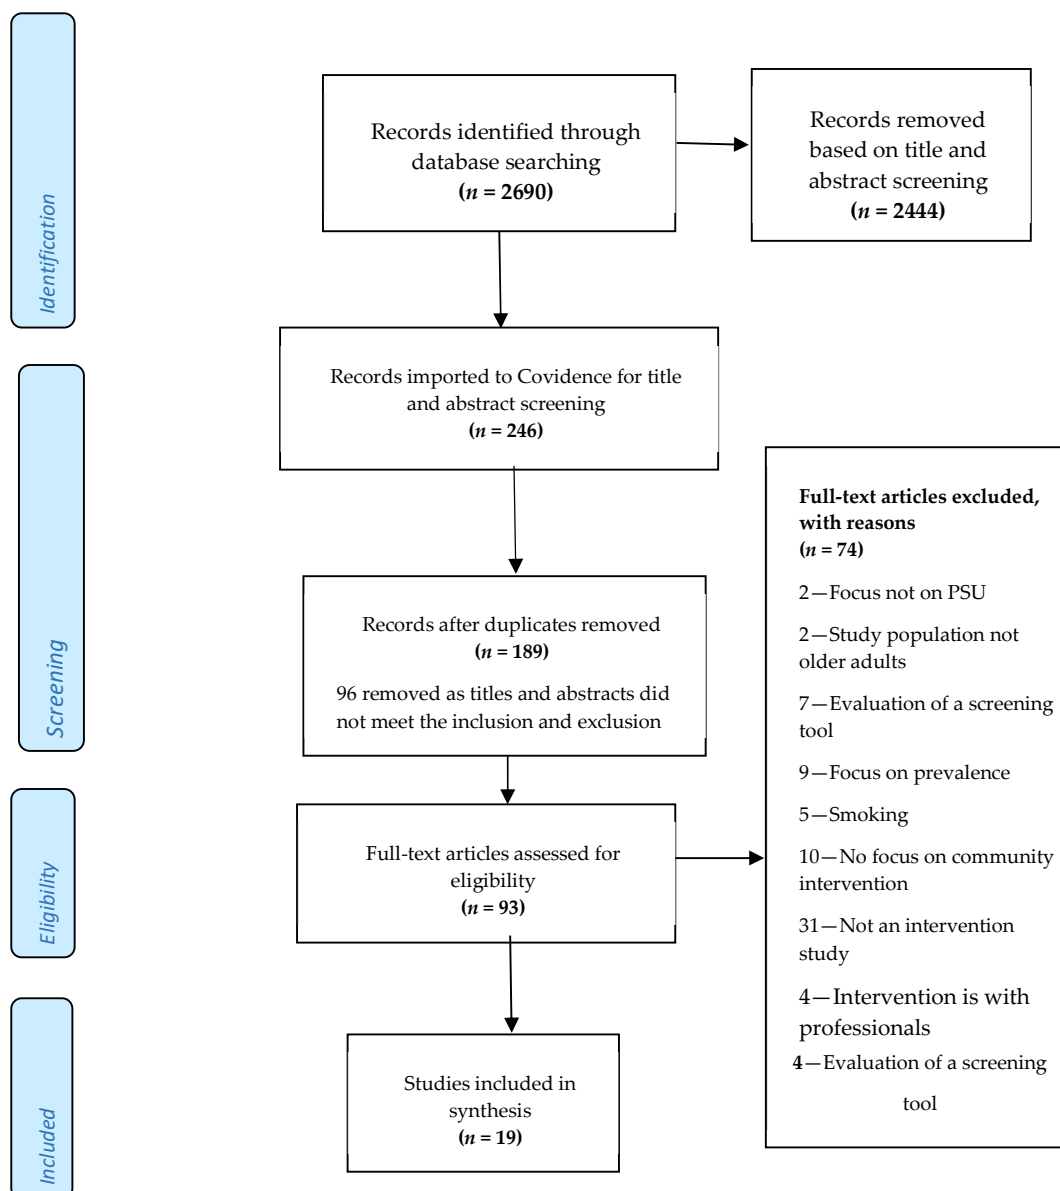 Identification
Records identified through
database searching
(n = 2690)
Records removed
based on title and
abstract screening
(n = 2444)
Screening
Records imported to Covidence for title
and abstract screening
(n = 246)
Records after duplicates removed
(n = 189)
96 removed as titles and abstracts did
not meet the inclusion and exclusion
Eligibility
Full-text articles assessed for
eligibility
(n = 93)
Full-text articles excluded,
with reasons
(n = 74)
2—Focus not on PSU
2—Study population not
older adults
7—Evaluation of a screening
tool
9—Focus on prevalence
5—Smoking
10—No focus on community
intervention
31—Not an intervention
study
4—Intervention is with
professionals
4—Evaluation of a screening
tool
Included
Studies included in
synthesis
(n = 19)